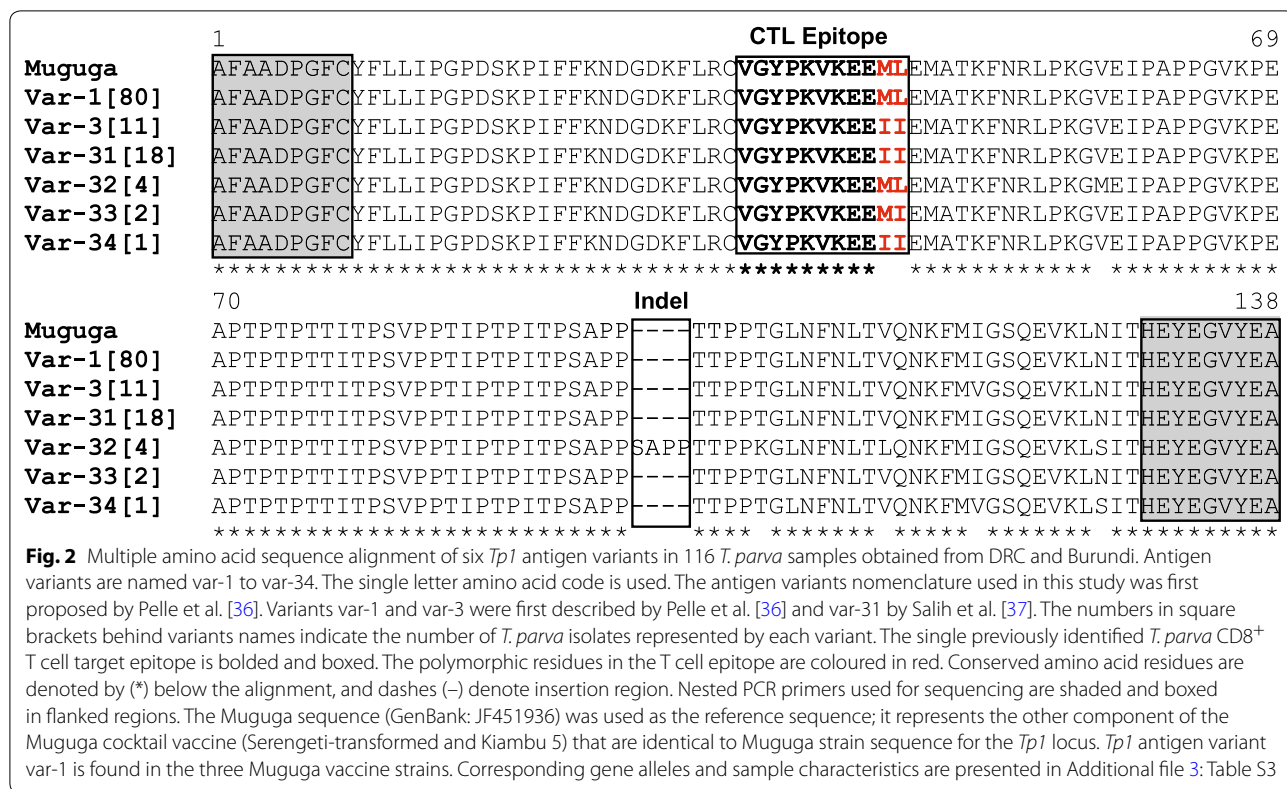 1 CTL Epitope 69
Muguga AFAADPGFCYFLLIPGPDSKPIFFKNDGDKFLRCVGYPKVKEEMLEMATKFNRLPKGVEIPAPPGVKPE
Var-1[80] AFAADPGFCYFLLIPGPDSKPIFFKNDGDKFLRCVGYPKVKEEMLEMATKFNRLPKGVEIPAPPGVKPE
Var-3[11] AFAADPGFCYFLLIPGPDSKPIFFKNDGDKFLRCVGYPKVKEEIIEMATKFNRLPKGVEIPAPPGVKPE
Var-31[18] AFAADPGFCYFLLIPGPDSKPIFFKNDGDKFLRCVGYPKVKEEIIEMATKFNRLPKGVEIPAPPGVKPE
Var-32[4] AFAADPGFCYFLLIPGPDSKPIFFKNDGDKFLRCVGYPKVKEEMLEMATKFNRLPKGMEIPAPPGVKPE
Var-33[2] AFAADPGFCYFLLIPGPDSKPIFFKNDGDKFLRCVGYPKVKEEMIEMATKFNRLPKGVEIPAPPGVKPE
Var-34[1] AFAADPGFCYFLLIPGPDSKPIFFKNDGDKFLRCVGYPKVKEEIIEMATKFNRLPKGVEIPAPPGVKPE
*******************************************  ************ ***********
70 Indel 138
Muguga APTPTPTTITPSVPPTIPTPITPSAPP----TTPPTGLNFNLTVQNKFMIGSQEVKLNITHEYEGVYEA
Var-1[80] APTPTPTTITPSVPPTIPTPITPSAPP----TTPPTGLNFNLTVQNKFMIGSQEVKLNITHEYEGVYEA
Var-3[11] APTPTPTTITPSVPPTIPTPITPSAPP----TTPPTGLNFNLTVQNKFMVGSQEVKLNITHEYEGVYEA
Var-31[18] APTPTPTTITPSVPPTIPTPITPSAPP----TTPPTGLNFNLTVQNKFMIGSQEVKLNITHEYEGVYEA
Var-32[4] APTPTPTTITPSVPPTIPTPITPSAPPSAPPTTPPKGLNFNLTLQNKFMIGSQEVKLSITHEYEGVYEA
Var-33[2] APTPTPTTITPSVPPTIPTPITPSAPP----TTPPTGLNFNLTVQNKFMIGSQEVKLNITHEYEGVYEA
Var-34[1] APTPTPTTITPSVPPTIPTPITPSAPP----TTPPTGLNFNLTVQNKFMVGSQEVKLSITHEYEGVYEA
***************************    **** ******* ***** ******* ***********
Fig. 2 Multiple amino acid sequence alignment of six Tp1 antigen variants in 116 T. parva samples obtained from DRC and Burundi. Antigen
variants are named var-1 to var-34. The single letter amino acid code is used. The antigen variants nomenclature used in this study was first
proposed by Pelle et al. [36]. Variants var-1 and var-3 were first described by Pelle et al. [36] and var-31 by Salih et al. [37]. The numbers in square
brackets behind variants names indicate the number of T. parva isolates represented by each variant. The single previously identified T. parva CD8+
T cell target epitope is bolded and boxed. The polymorphic residues in the T cell epitope are coloured in red. Conserved amino acid residues are
denoted by (*) below the alignment, and dashes (–) denote insertion region. Nested PCR primers used for sequencing are shaded and boxed
in flanked regions. The Muguga sequence (GenBank: JF451936) was used as the reference sequence; it represents the other component of the
Muguga cocktail vaccine (Serengeti-transformed and Kiambu 5) that are identical to Muguga strain sequence for the Tp1 locus. Tp1 antigen variant
var-1 is found in the three Muguga vaccine strains. Corresponding gene alleles and sample characteristics are presented in Additional file 3: Table S3